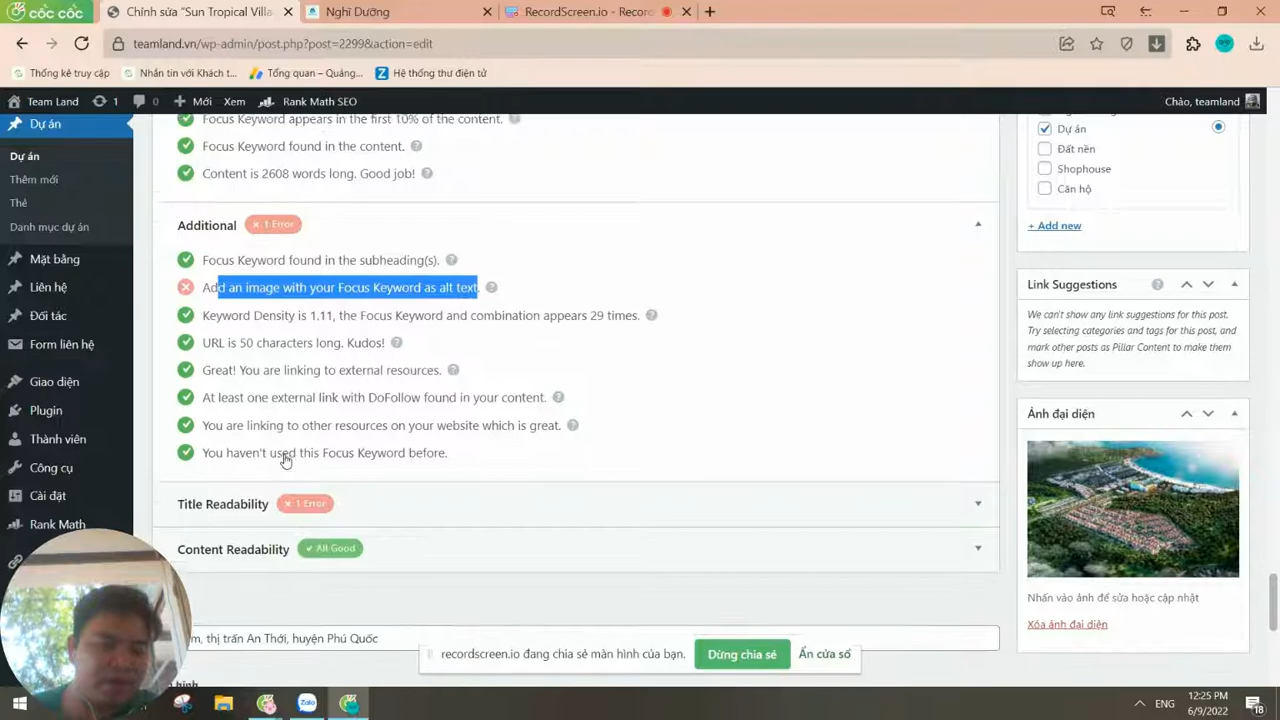 cốc cốc
Chỉnh sửa "Sun Tropical Villa
Nghỉ Dưỡng
RecordScreen.io - Recor
teamland.vn/wp-admin/post.php?post=2299&action=edit
Thống kê truy cập
Nhắn tin với Khách t...
Tổng quan – Quảng...
Hệ thống thư điện tử
Team Land
1
0
Mới
Xem
Rank Math SEO
Chào, teamland
Dự án
Dự án
Thêm mới
Thẻ
Danh mục dự án
Mặt bằng
Liên hệ
Đối tác
Form liên hệ
Giao diện
Plugin
Thành viên
Công cụ
Cài đặt
Rank Math
Focus Keyword appears in the first 10% of the content.
Focus Keyword found in the content.
Content is 2608 words long. Good job!
Additional
× 1 Error
Focus Keyword found in the subheading(s).
Add an image with your Focus Keyword as alt text.
Keyword Density is 1.11, the Focus Keyword and combination appears 29 times.
URL is 50 characters long. Kudos!
Great! You are linking to external resources.
At least one external link with DoFollow found in your content.
You are linking to other resources on your website which is great.
You haven't used this Focus Keyword before.
Title Readability
× 1 Error
Content Readability
✓ All Good
m, thị trấn An Thới, huyện Phú Quốc
recordscreen.io đang chia sẻ màn hình của bạn.
Dừng chia sẻ
Ẩn cửa sổ
Dự án
Đất nền
Shophouse
Căn hộ
+ Add new
Link Suggestions
We can't show any link suggestions for this post.
Try selecting categories and tags for this post, and
mark other posts as Pillar Content to make them
show up here.
Ảnh đại diện
Nhấn vào ảnh để sửa hoặc cập nhật
Xóa ảnh đại diện
Zalo
ENG
12:25 PM
6/9/2022
18